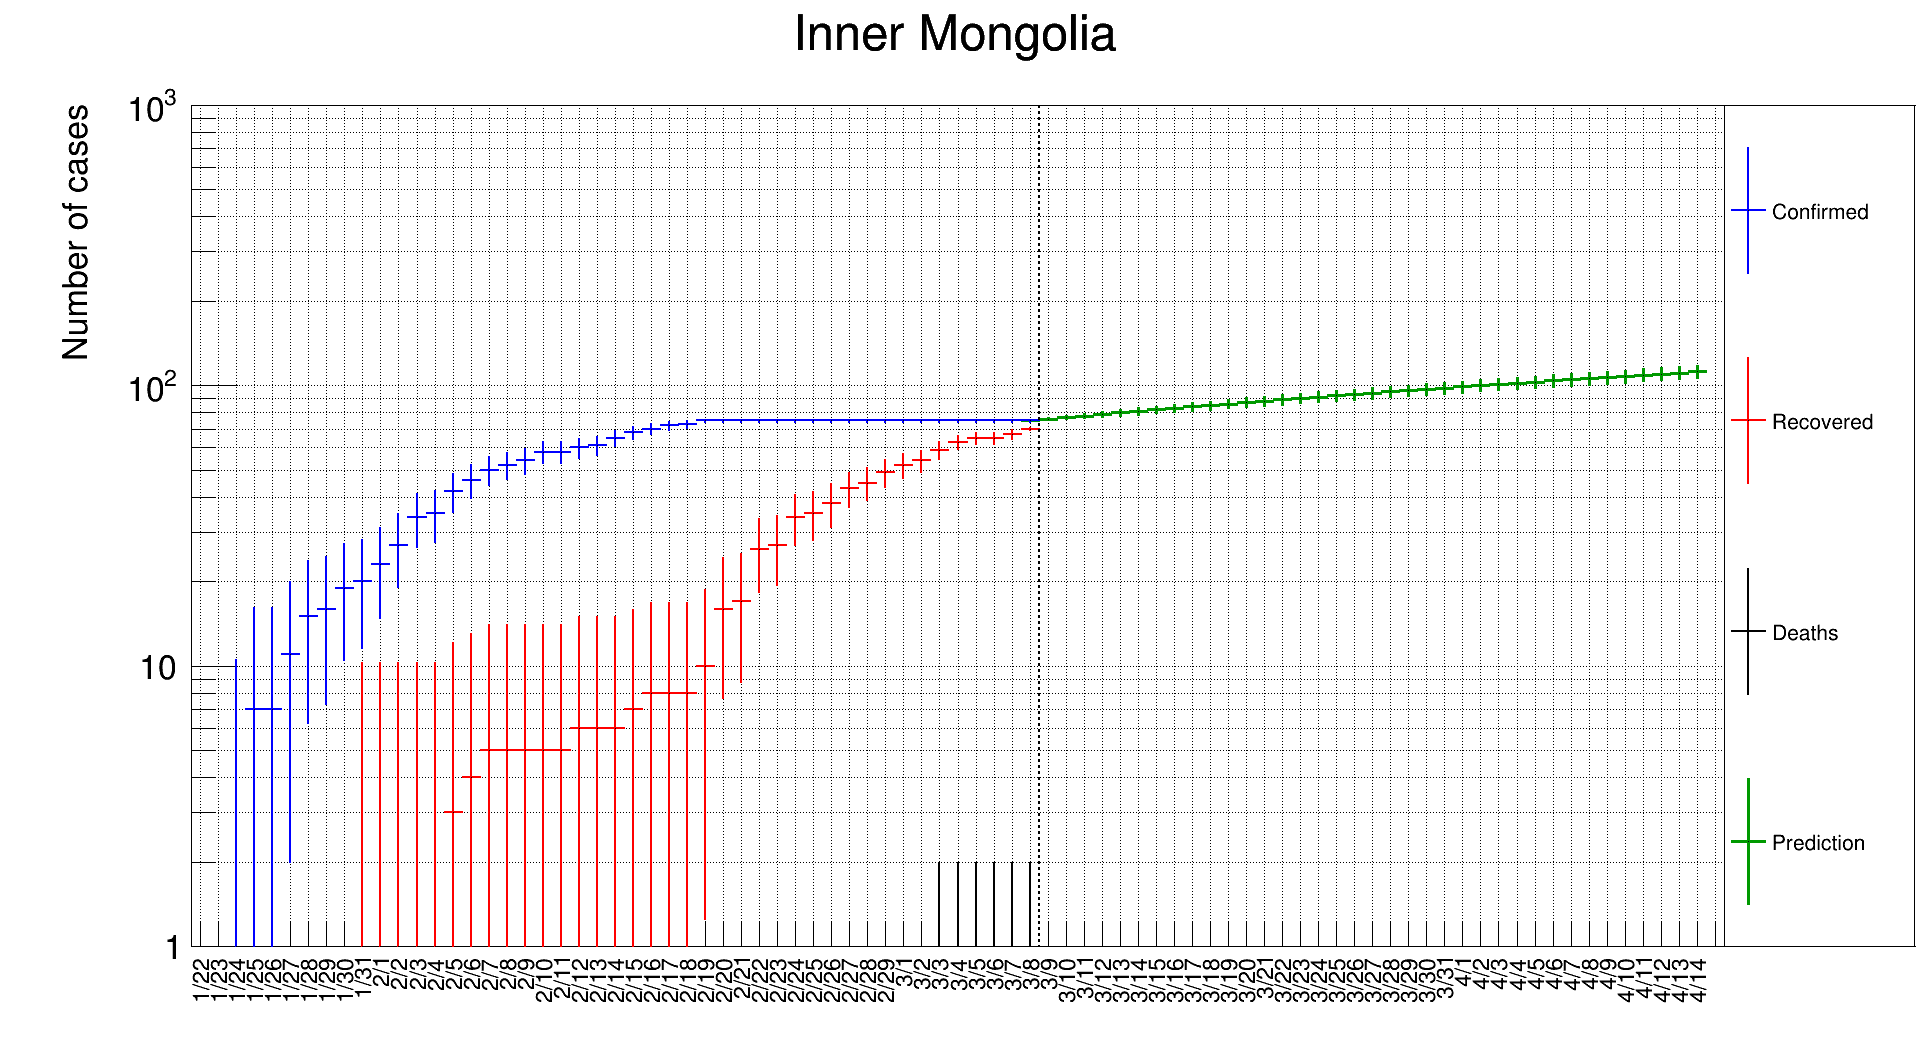 Inner Mongolia
Number of cases
10³
10²
10
1
1/22 1/23 1/24 1/25 1/26 1/27 1/28 1/29 1/30 1/31 2/1 2/2 2/3 2/4 2/5 2/6 2/7 2/8 2/9 2/10 2/11 2/12 2/13 2/14 2/15 2/16 2/17 2/18 2/19 2/20 2/21 2/22 2/23 2/24 2/25 2/26 2/27 2/28 2/29 3/1 3/2 3/3 3/4 3/5 3/6 3/7 3/8 3/9 3/10 3/11 3/12 3/13 3/14 3/15 3/16 3/17 3/18 3/19 3/20 3/21 3/22 3/23 3/24 3/25 3/26 3/27 3/28 3/29 3/30 3/31 4/1 4/2 4/3 4/4 4/5 4/6 4/7 4/8 4/9 4/10 4/11 4/12 4/13 4/14
Confirmed
Recovered
Deaths
Prediction